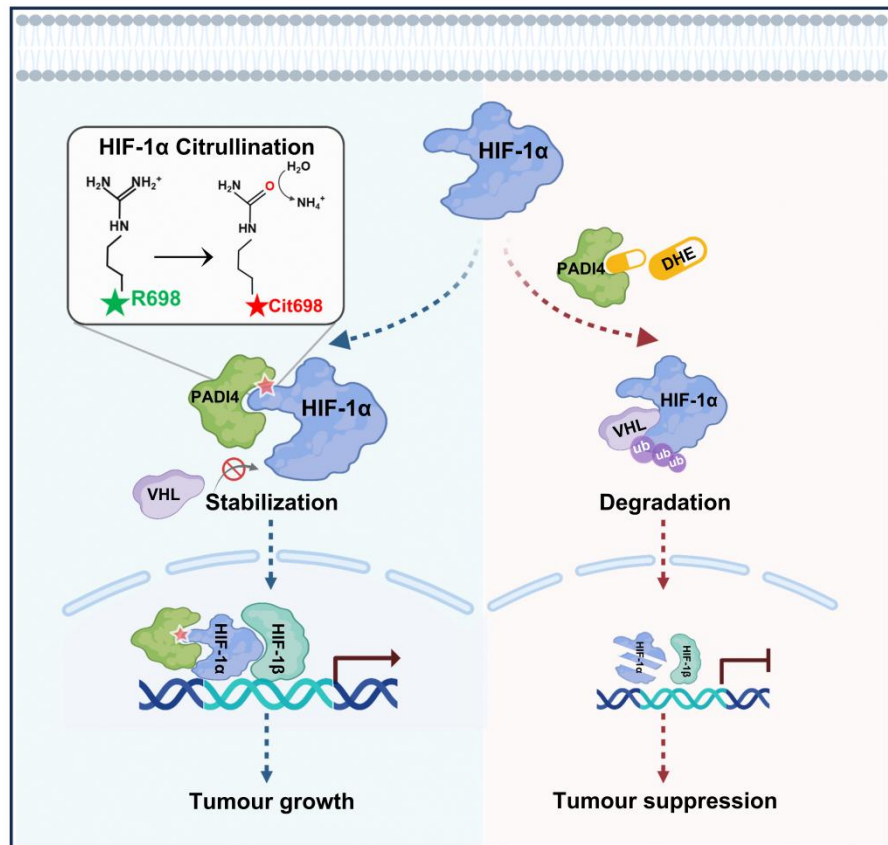 HIF-1α Citrullination
H₂N
NH₂⁺
HN
R698
H₂N
O
H₂O
NH₄⁺
HN
Cit698
HIF-1α
PADI4
DHE
PADI4
HIF-1α
VHL
Stabilization
HIF-1α
VHL
ub
ub
ub
Degradation
HIF-1α
HIF-1β
HIF-1α
HIF-1β
Tumour growth
Tumour suppression